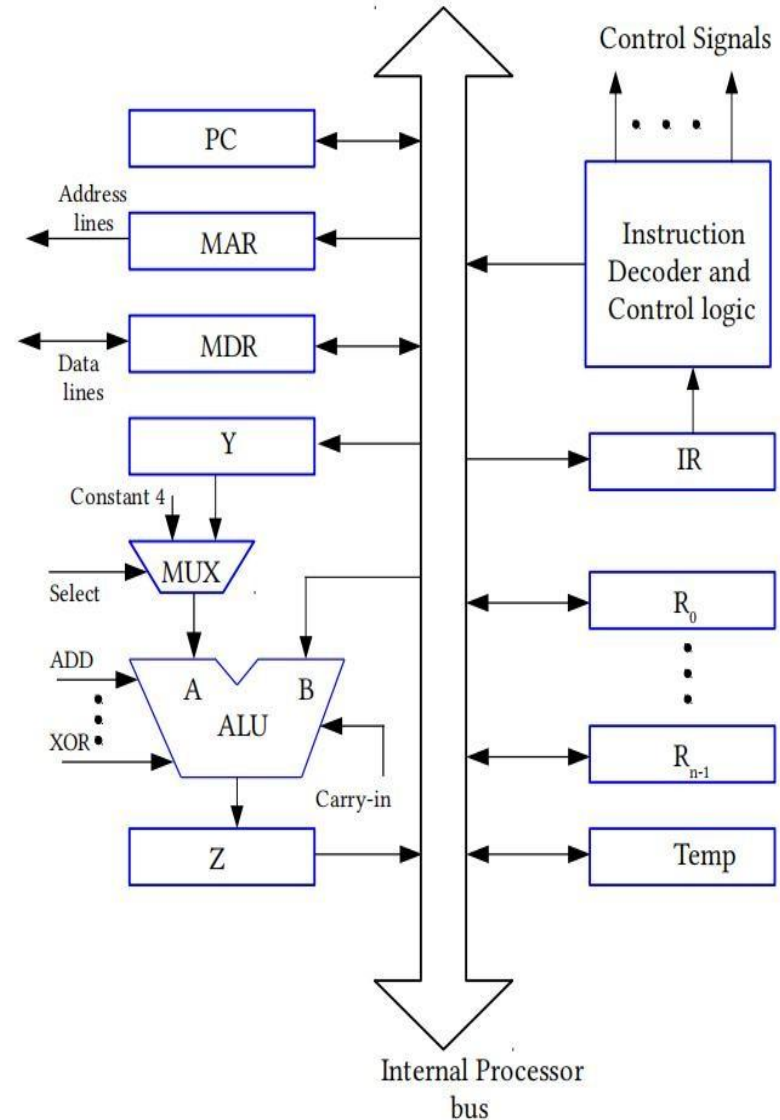 Control Signals
PC
Address
lines
MAR
Instruction
Decoder and
Control logic
MDR
Data
lines
Y
IR
Constant 4
MUX
Select
R0
ADD
A B
ALU
XOR
Rn-1
Carry-in
Z
Temp
Internal Processor
bus